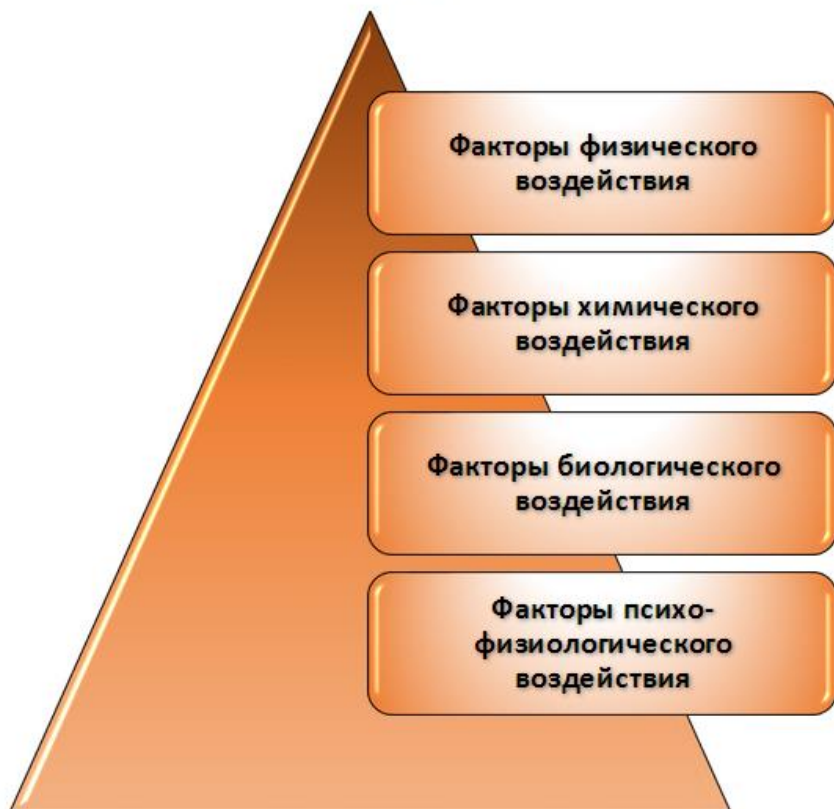 Факторы физического
воздействия
Факторы химического
воздействия
Факторы биологического
воздействия
Факторы психо-
физиологического
воздействия